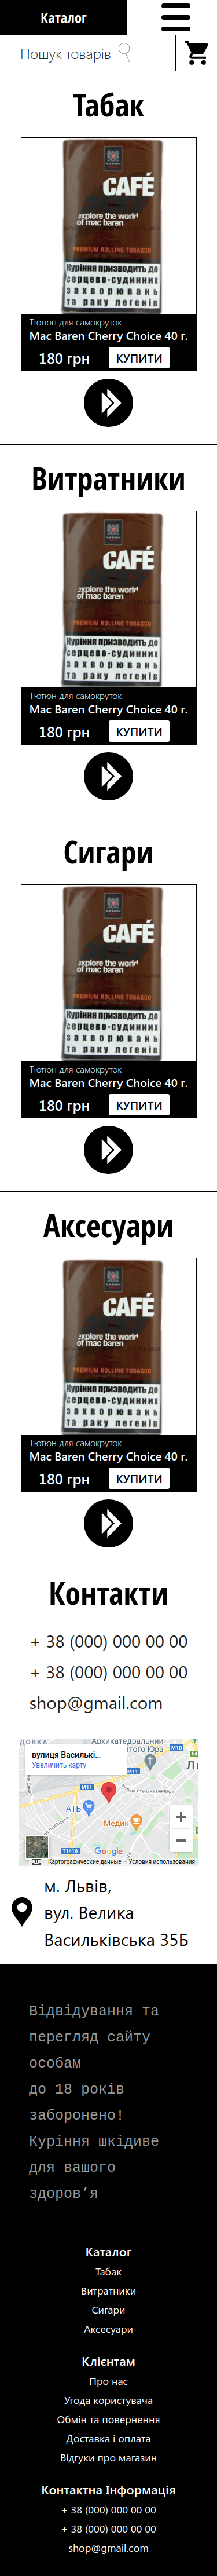 Каталог
Пошук товарів
Табак
CAFÉ
explore the world
of mac baren
PREMIUM ROLLING TOBACCO
Куріння призводить до
серцево-судинних
захворювань
та раку легенів
Тютюн для самокруток
Mac Baren Cherry Choice 40 г.
180 грн
КУПИТИ
Витратники
CAFÉ
explore the world
of mac baren
PREMIUM ROLLING TOBACCO
Куріння призводить до
серцево-судинних
захворювань
та раку легенів
Тютюн для самокруток
Mac Baren Cherry Choice 40 г.
180 грн
КУПИТИ
Сигари
CAFÉ
explore the world
of mac baren
PREMIUM ROLLING TOBACCO
Куріння призводить до
серцево-судинних
захворювань
та раку легенів
Тютюн для самокруток
Mac Baren Cherry Choice 40 г.
180 грн
КУПИТИ
Аксесуари
CAFÉ
explore the world
of mac baren
PREMIUM ROLLING TOBACCO
Куріння призводить до
серцево-судинних
захворювань
та раку легенів
Тютюн для самокруток
Mac Baren Cherry Choice 40 г.
180 грн
КУПИТИ
Контакти
+ 38 (000) 000 00 00
+ 38 (000) 000 00 00
shop@gmail.com
ДОВКА
Архикатедральний
ятого Юра
M10
вулиця Василькі...
Увеличить карту
M11
M11
АТБ
Медик
T1416
Google
Картографические данные
Условия использования
м. Львів,
вул. Велика
Васильківська 35Б
Відвідування та
перегляд сайту
особам
до 18 років
заборонено!
Куріння шкідиве
для вашого
здоров’я
Каталог
Табак
Витратники
Сигари
Аксесуари
Клієнтам
Про нас
Угода користувача
Обмін та повернення
Доставка і оплата
Відгуки про магазин
Контактна Інформація
+ 38 (000) 000 00 00
+ 38 (000) 000 00 00
shop@gmail.com